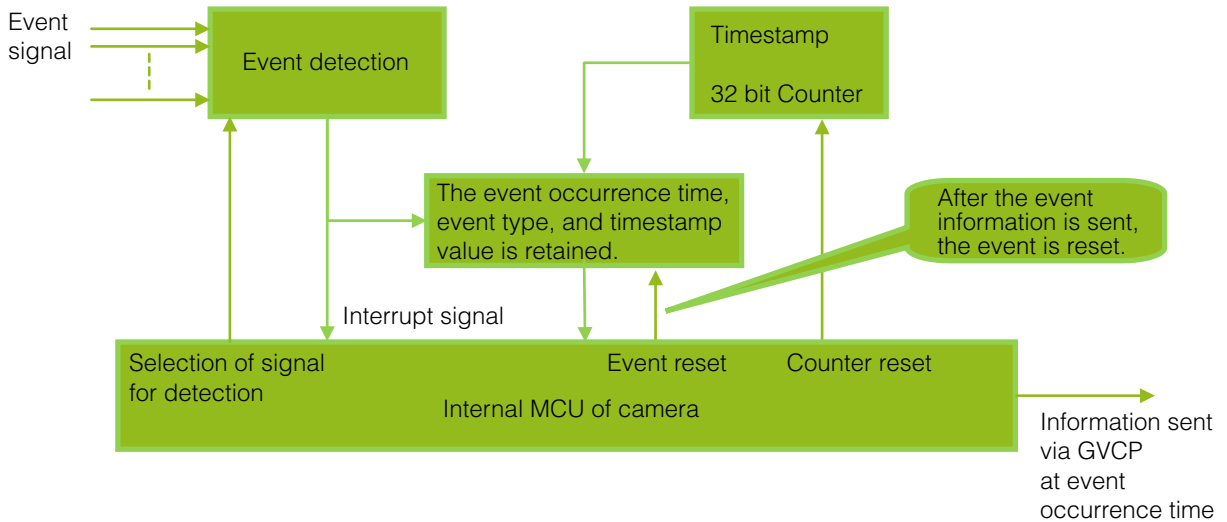 Event
signal
Event detection
Timestamp
32 bit Counter
The event occurrence time,
event type, and timestamp
value is retained.
After the event
information is sent,
the event is reset.
Interrupt signal
Selection of signal
for detection
Event reset
Counter reset
Internal MCU of camera
Information sent
via GVCP
at event
occurrence time